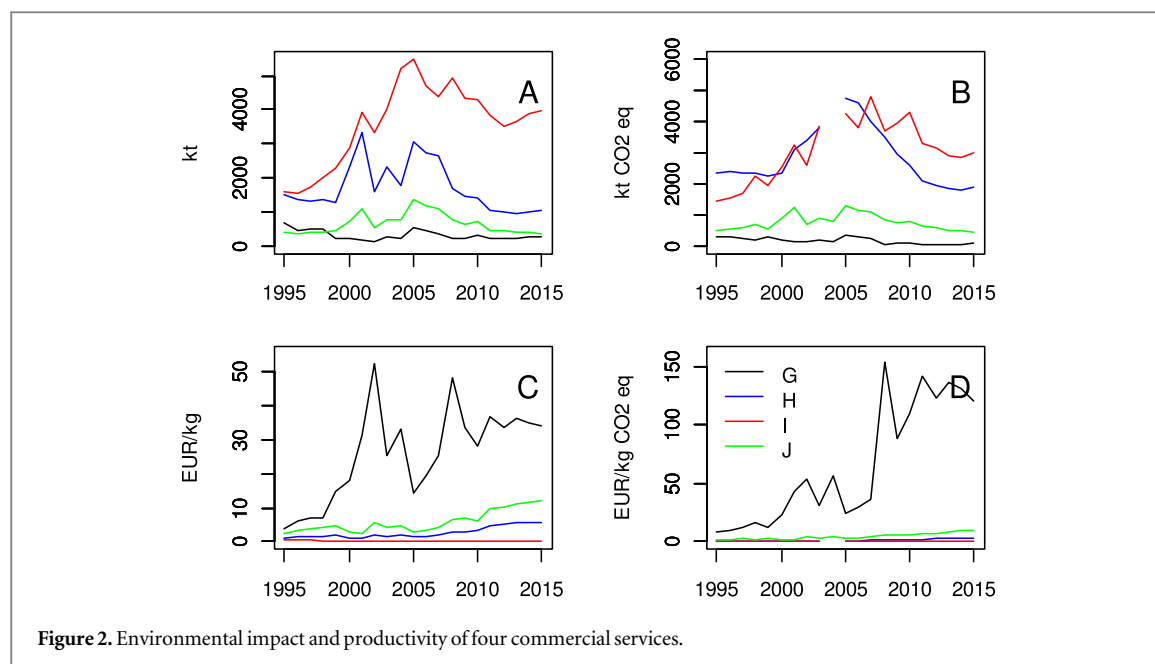 A
kt
0
2000
4000
1995 2000 2005 2010 2015
B
kt CO2 eq
0
2000
4000
6000
1995 2000 2005 2010 2015
C
EUR/kg
0
10
30
50
1995 2000 2005 2010 2015
D
EUR/kg CO2 eq
0
50
100
150
G
H
I
J
1995 2000 2005 2010 2015
Figure 2. Environmental impact and productivity of four commercial services.